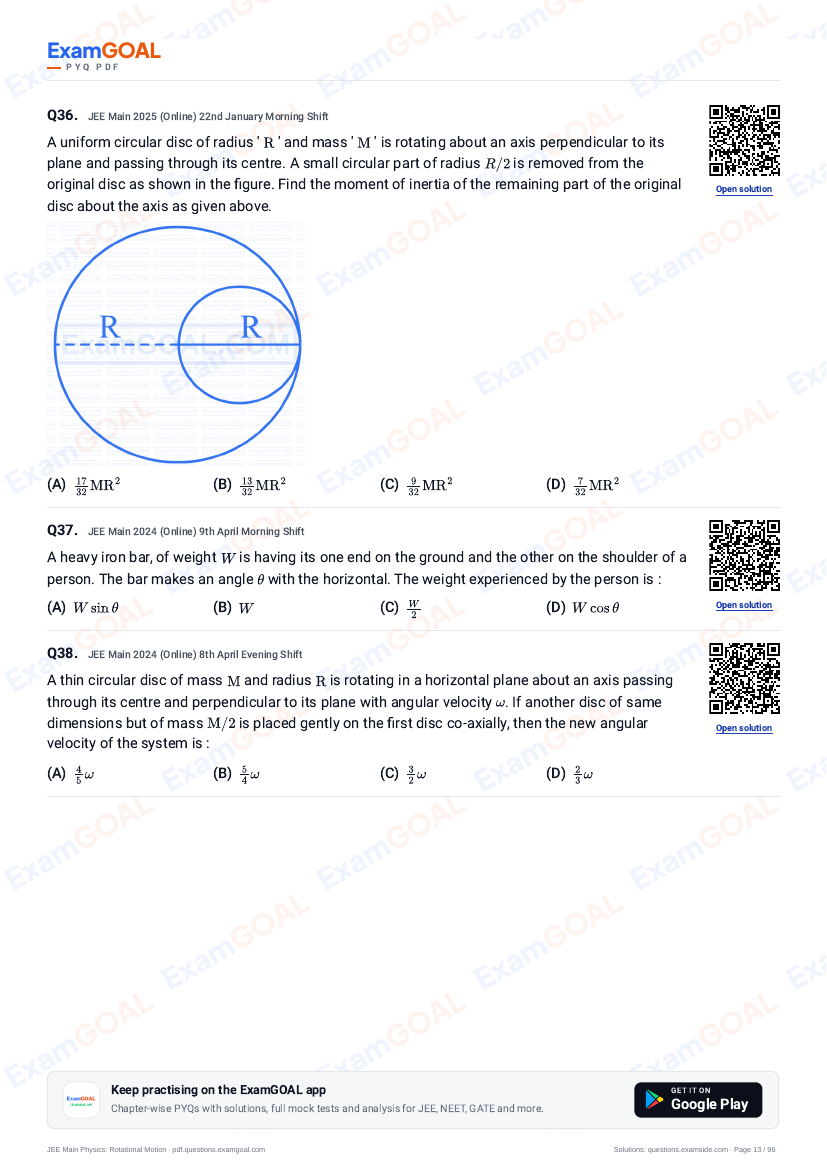 ExamGOAL
PYQ PDF
Q36. JEE Main 2025 (Online) 22nd January Morning Shift
A uniform circular disc of radius ' R ' and mass ' M ' is rotating about an axis perpendicular to its
plane and passing through its centre. A small circular part of radius R/2 is removed from the
original disc as shown in the figure. Find the moment of inertia of the remaining part of the original
disc about the axis as given above.
Open solution
R R
ExamGOAL.COM
(A) 17/32 MR² (B) 13/32 MR² (C) 9/32 MR² (D) 7/32 MR²
Q37. JEE Main 2024 (Online) 9th April Morning Shift
A heavy iron bar, of weight W is having its one end on the ground and the other on the shoulder of a
person. The bar makes an angle θ with the horizontal. The weight experienced by the person is :
(A) W sin θ (B) W (C) W/2 (D) W cos θ
Open solution
Q38. JEE Main 2024 (Online) 8th April Evening Shift
A thin circular disc of mass M and radius R is rotating in a horizontal plane about an axis passing
through its centre and perpendicular to its plane with angular velocity ω. If another disc of same
dimensions but of mass M/2 is placed gently on the first disc co-axially, then the new angular
velocity of the system is :
Open solution
(A) 4/5 ω (B) 5/4 ω (C) 3/2 ω (D) 2/3 ω
ExamGOAL
Keep practising on the ExamGOAL app
Chapter-wise PYQs with solutions, full mock tests and analysis for JEE, NEET, GATE and more.
GET IT ON
Google Play
JEE Main Physics: Rotational Motion · pdf.questions.examgoal.com
Solutions: questions.examside.com · Page 13 / 96